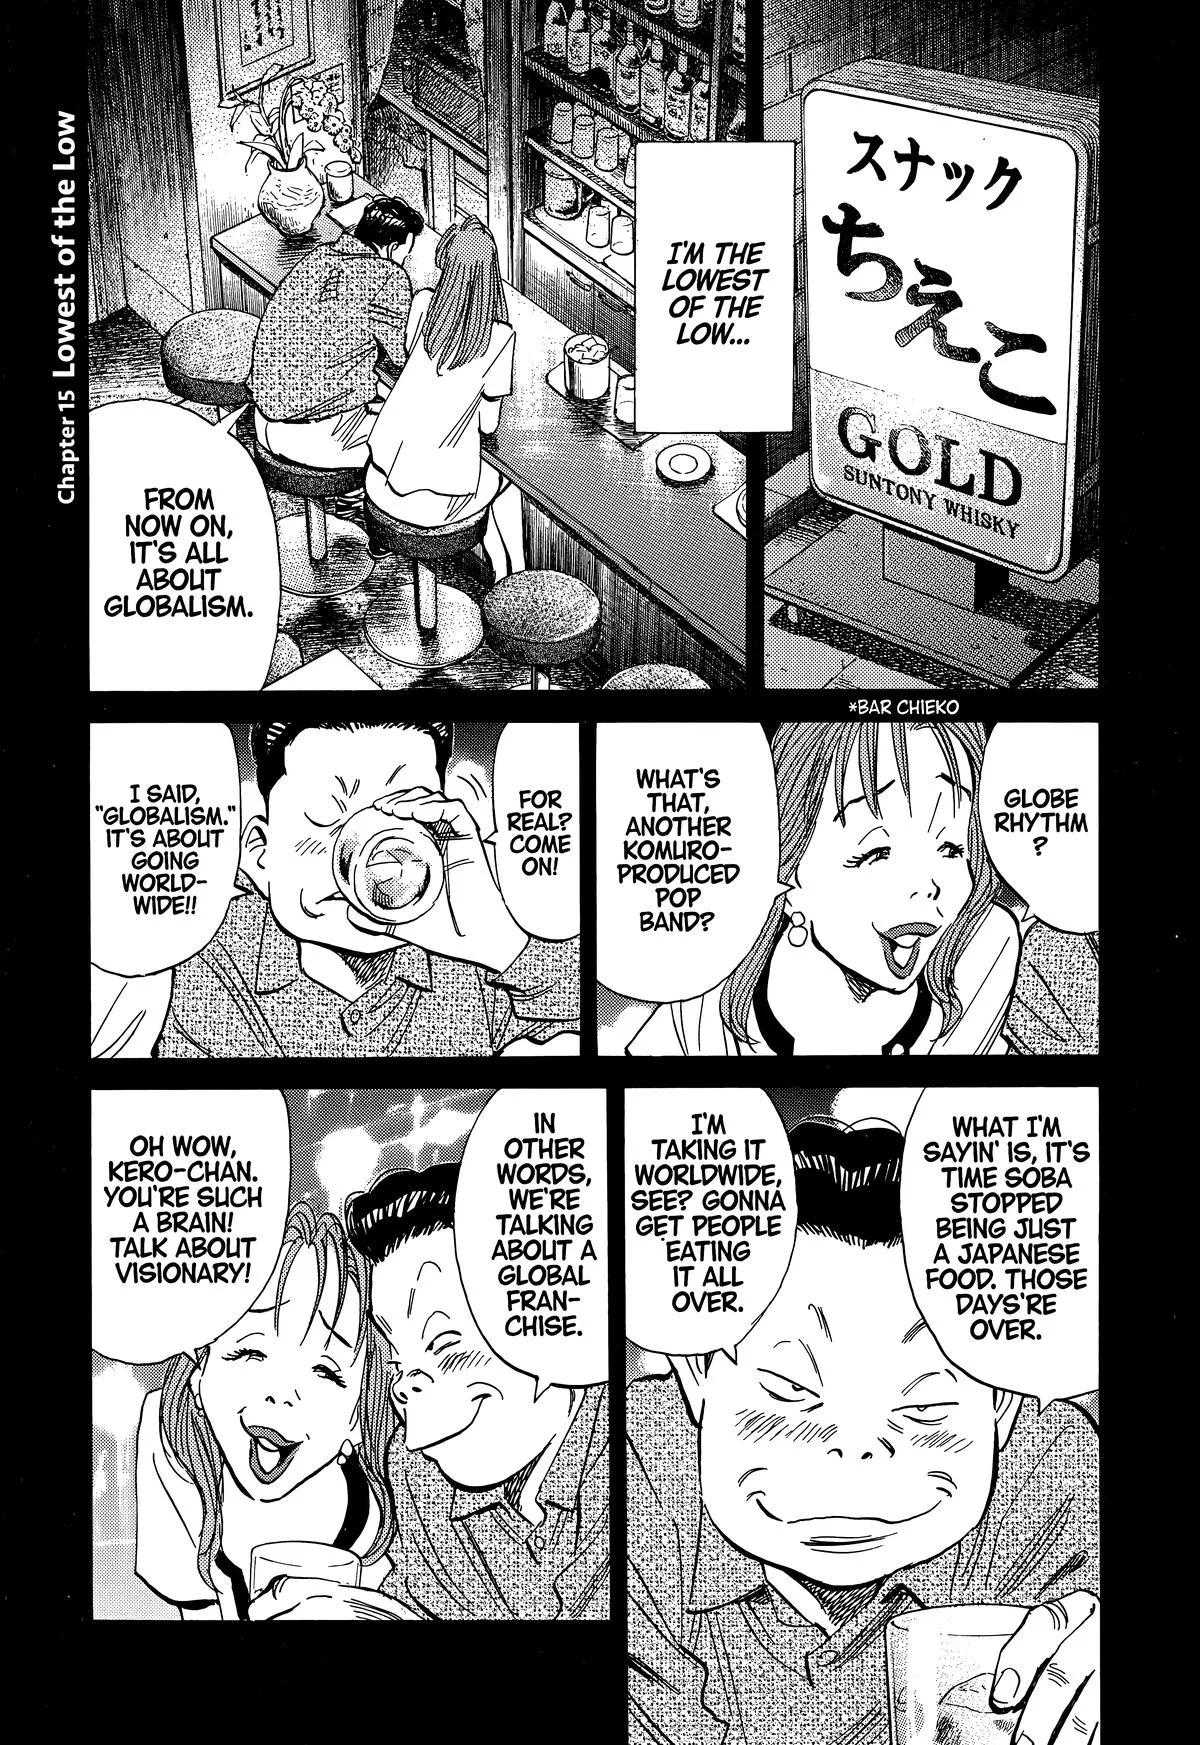 Chapter 15 Lowest of the Low
スナック
ちえこ
GOLD
SUNTONY WHISKY
*BAR CHIEKO
I'M THE
LOWEST
OF THE
LOW...
FROM
NOW ON,
IT'S ALL
ABOUT
GLOBALISM.
GLOBE
RHYTHM
?
WHAT'S
THAT,
ANOTHER
KOMURO-
PRODUCED
POP
BAND?
FOR
REAL?
COME
ON!
I SAID,
"GLOBALISM."
IT'S ABOUT
GOING
WORLD-
WIDE!!
WHAT I'M
SAYIN' IS, IT'S
TIME SOBA
STOPPED
BEING JUST
A JAPANESE
FOOD. THOSE
DAYS'RE
OVER.
I'M
TAKING IT
WORLDWIDE,
SEE? GONNA
GET PEOPLE
EATING
IT ALL
OVER.
IN
OTHER
WORDS,
WE'RE
TALKING
ABOUT A
GLOBAL
FRAN-
CHISE.
OH WOW,
KERO-CHAN.
YOU'RE SUCH
A BRAIN!
TALK ABOUT
VISIONARY!